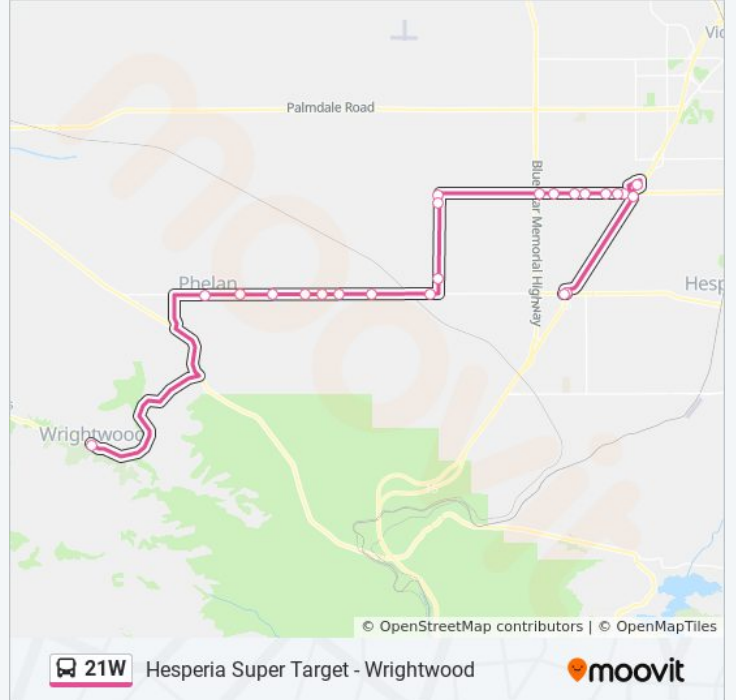 Vic
Palmdale Road
Blue Star Memorial Highway
Phelan
Hesp
Wrightwood
© OpenStreetMap contributors | © OpenMapTiles
21W
Hesperia Super Target - Wrightwood
moovit
moovit